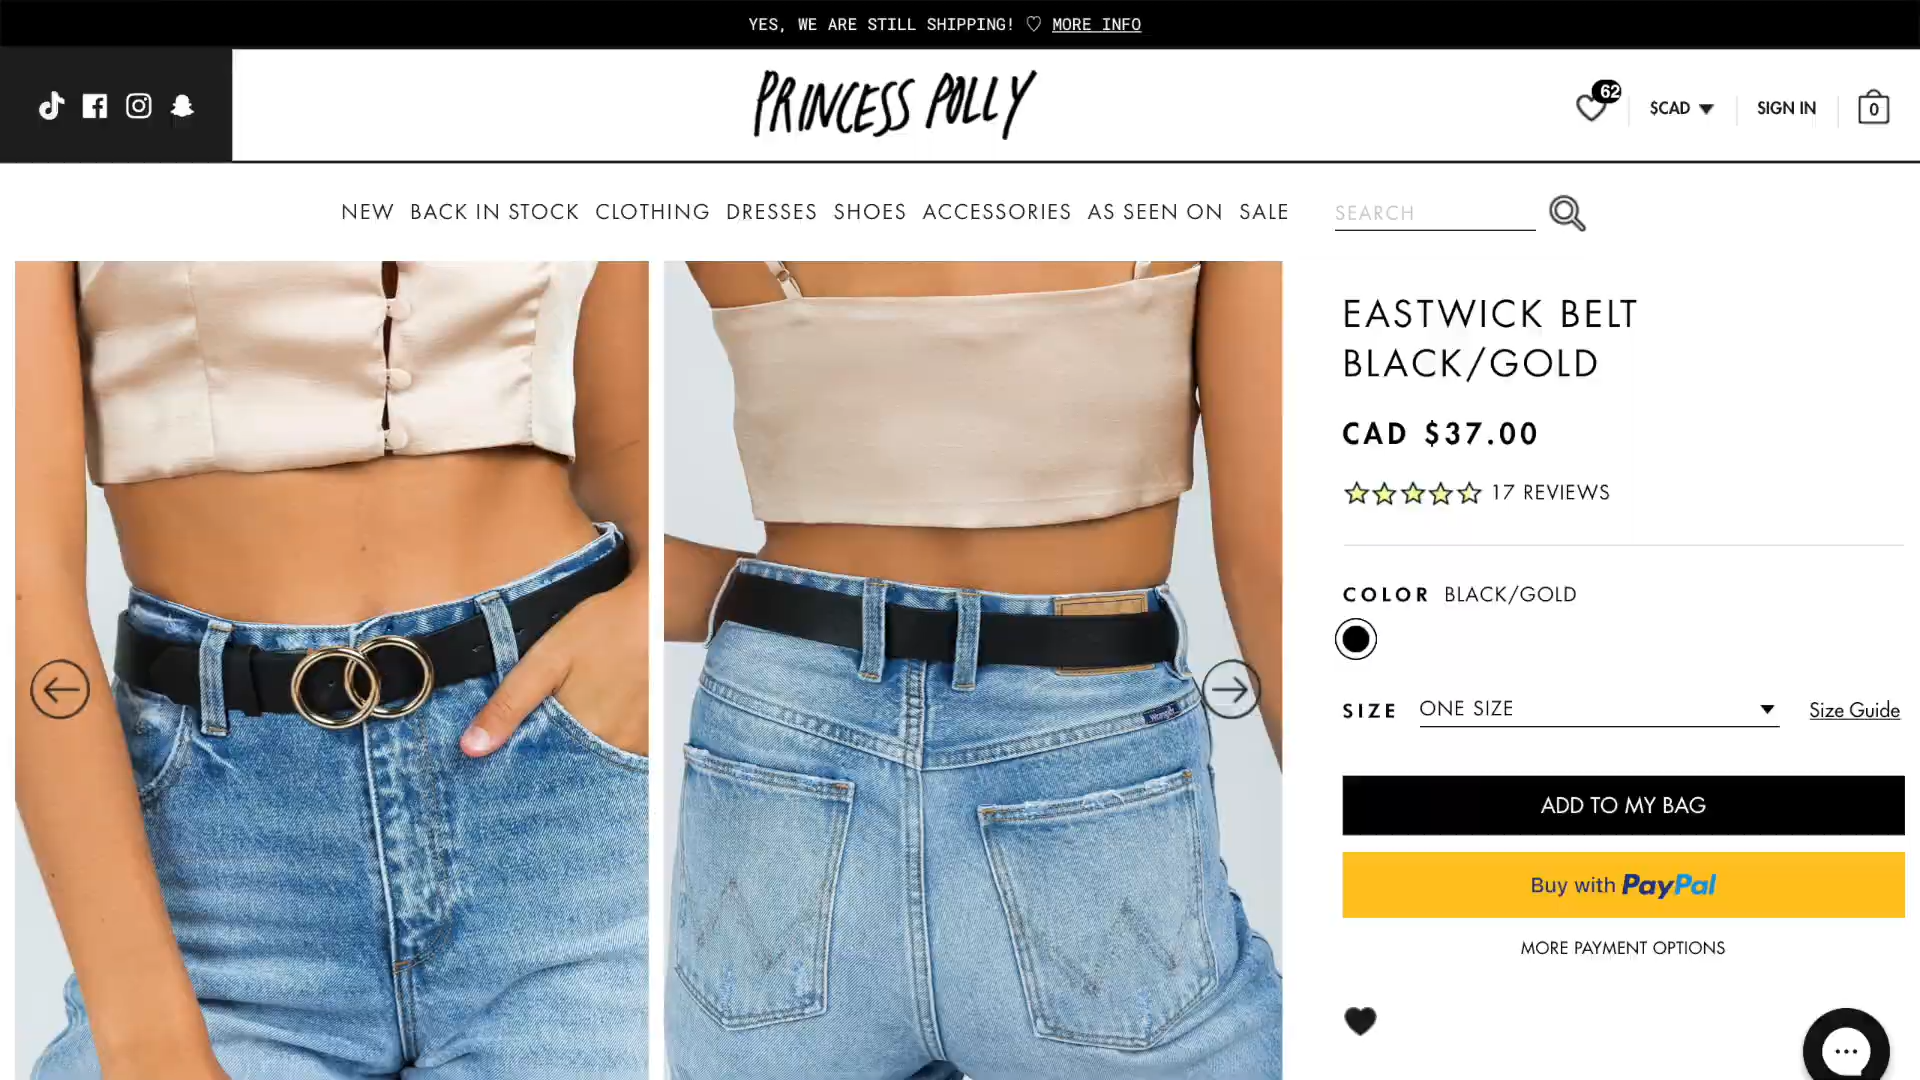 YES, WE ARE STILL SHIPPING! ♡ MORE INFO
PRINCESS POLLY
62
$CAD
SIGN IN
0
NEW BACK IN STOCK CLOTHING DRESSES SHOES ACCESSORIES AS SEEN ON SALE
SEARCH
EASTWICK BELT
BLACK/GOLD
CAD $37.00
17 REVIEWS
COLOR BLACK/GOLD
SIZE ONE SIZE Size Guide
ADD TO MY BAG
Buy with PayPal
MORE PAYMENT OPTIONS
Wrangler